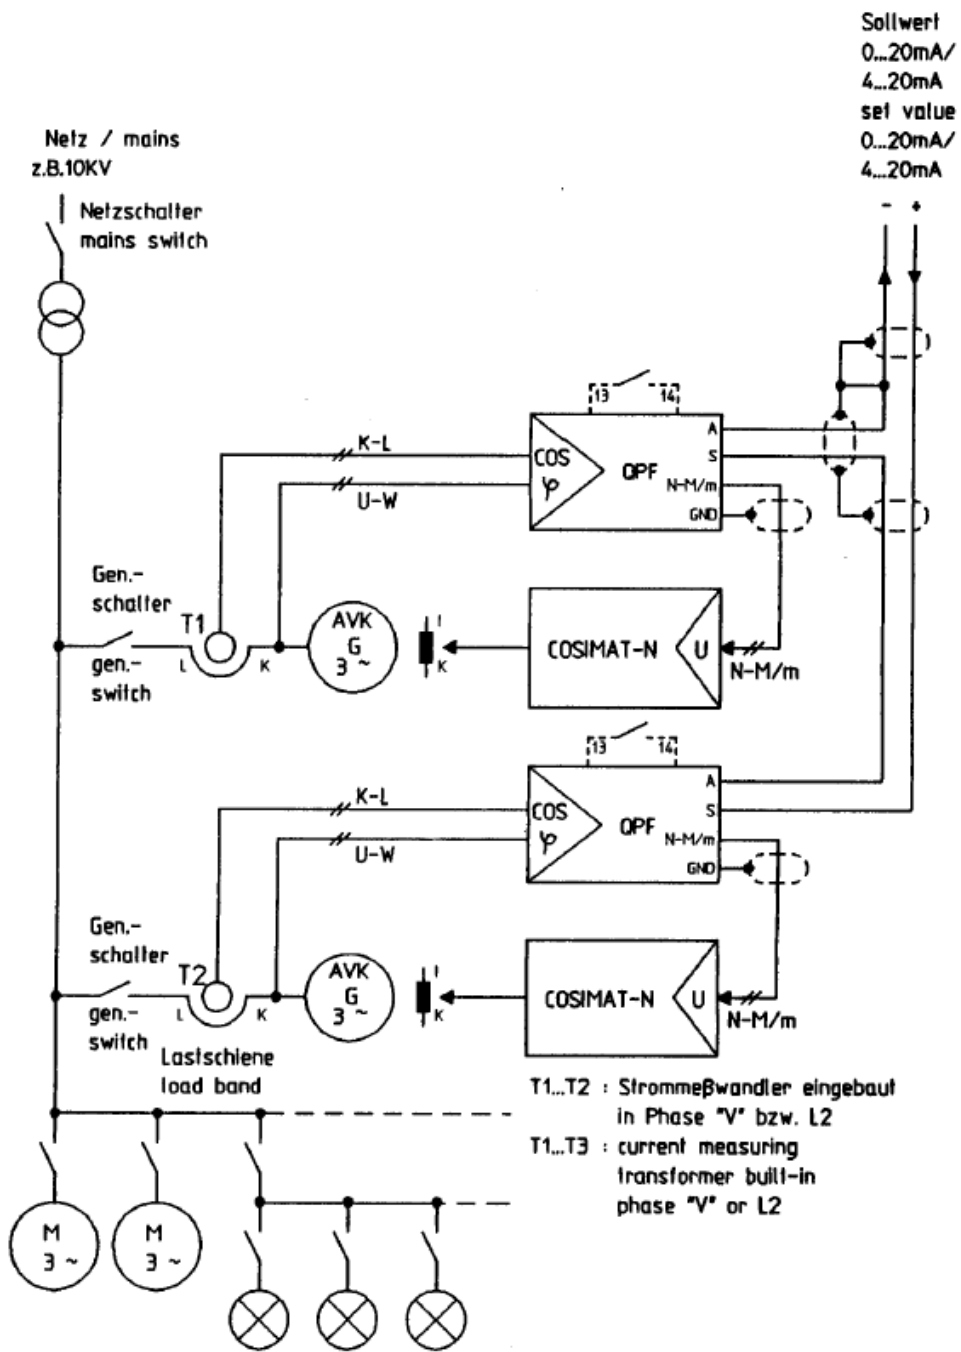 Sollwert
0...20mA/
4...20mA
set value
0...20mA/
4...20mA
- +
Netz / mains
z.B.10KV
Netzschalter
mains switch
13 14
K-L
U-W
COS
φ
QPF
A
S
N-M/m
GND
Gen.-
schalter
gen.-
switch
T1
L K
AVK
G
3 ~
I
K
COSIMAT-N
U
N-M/m
13 14
K-L
U-W
COS
φ
QPF
A
S
N-M/m
GND
Gen.-
schalter
gen.-
switch
T2
L K
AVK
G
3 ~
I
K
COSIMAT-N
U
N-M/m
Lastschiene
load band
T1...T2 : Strommeßwandler eingebaut
in Phase "V" bzw. L2
T1...T3 : current measuring
transformer built-in
phase "V" or L2
M
3 ~
M
3 ~